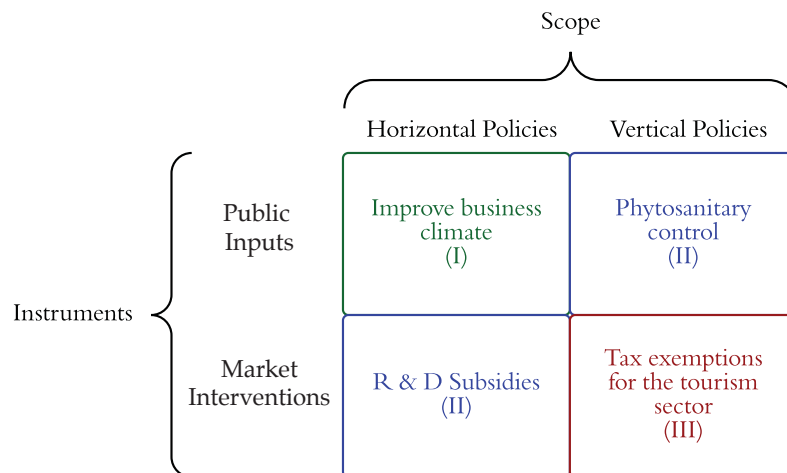 Scope
Horizontal Policies
Vertical Policies
Public
Inputs
Improve business
climate
(I)
Phytosanitary
control
(II)
Instruments
Market
Interventions
R & D Subsidies
(II)
Tax exemptions
for the tourism
sector
(III)